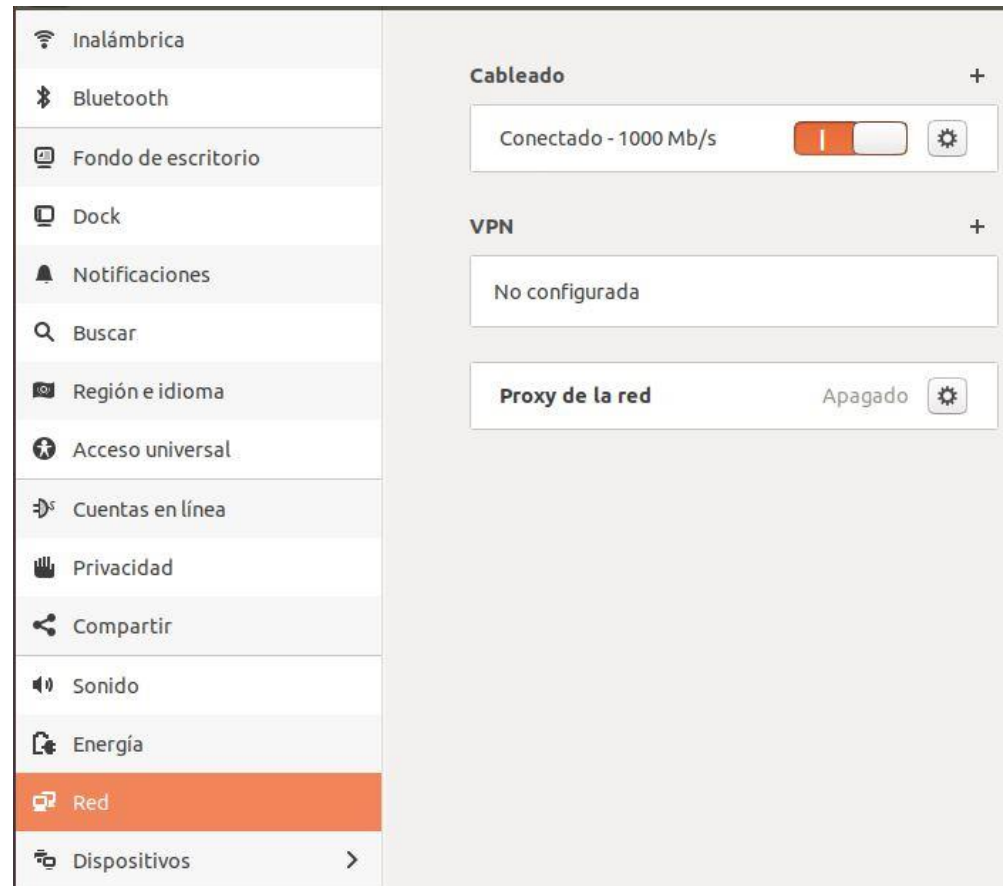 Inalámbrica
Bluetooth
Fondo de escritorio
Dock
Notificaciones
Buscar
Región e idioma
Acceso universal
Cuentas en línea
Privacidad
Compartir
Sonido
Energía
Red
Dispositivos
Cableado
Conectado - 1000 Mb/s
VPN
No configurada
Proxy de la red Apagado